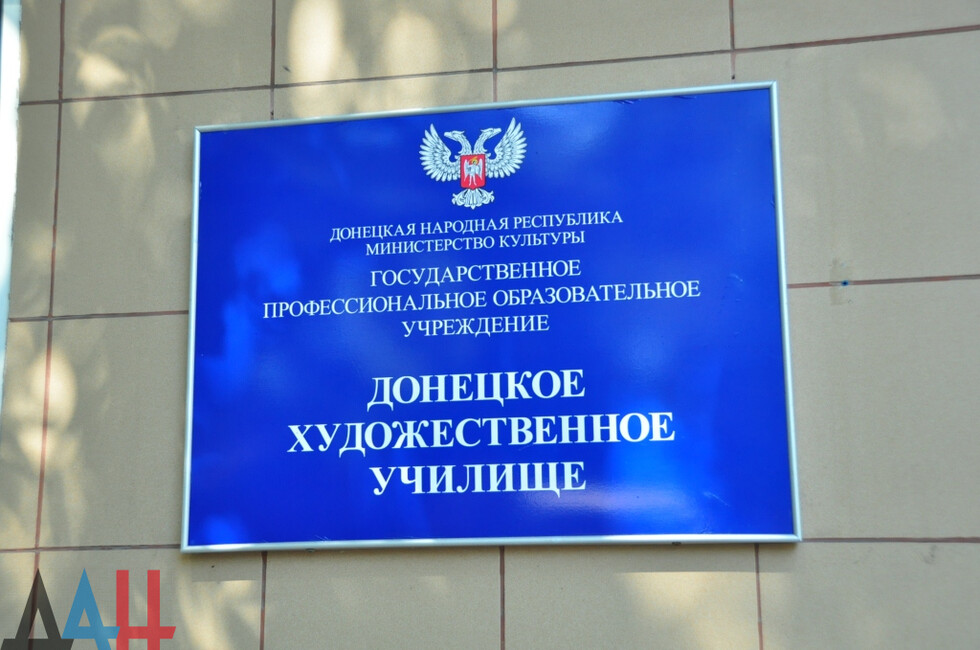 ДОНЕЦКАЯ НАРОДНАЯ РЕСПУБЛИКА
МИНИСТЕРСТВО КУЛЬТУРЫ
ГОСУДАРСТВЕННОЕ
ПРОФЕССИОНАЛЬНОЕ ОБРАЗОВАТЕЛЬНОЕ
УЧРЕЖДЕНИЕ
ДОНЕЦКОЕ
ХУДОЖЕСТВЕННОЕ
УЧИЛИЩЕ
ДАН